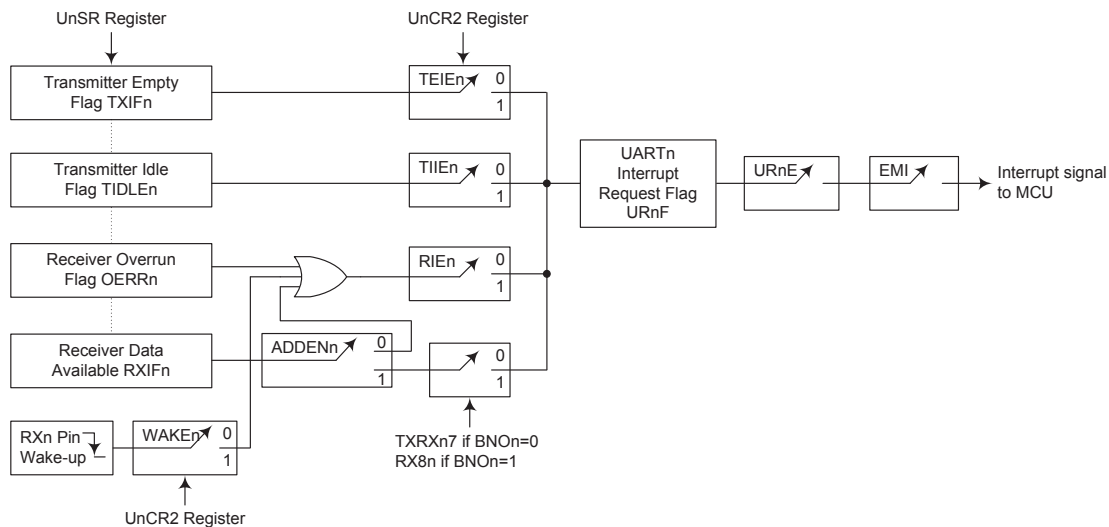 UnSR Register
UnCR2 Register
Transmitter Empty
Flag TXIFn
TEIEn
0
1
Transmitter Idle
Flag TIDLEn
TIIEn
0
1
UARTn
Interrupt
Request Flag
URnF
URnE
EMI
Interrupt signal
to MCU
Receiver Overrun
Flag OERRn
RIEn
0
1
Receiver Data
Available RXIFn
ADDENn
0
1
0
1
RXn Pin
Wake-up
WAKEn
0
1
TXRXn7 if BNOn=0
RX8n if BNOn=1
UnCR2 Register